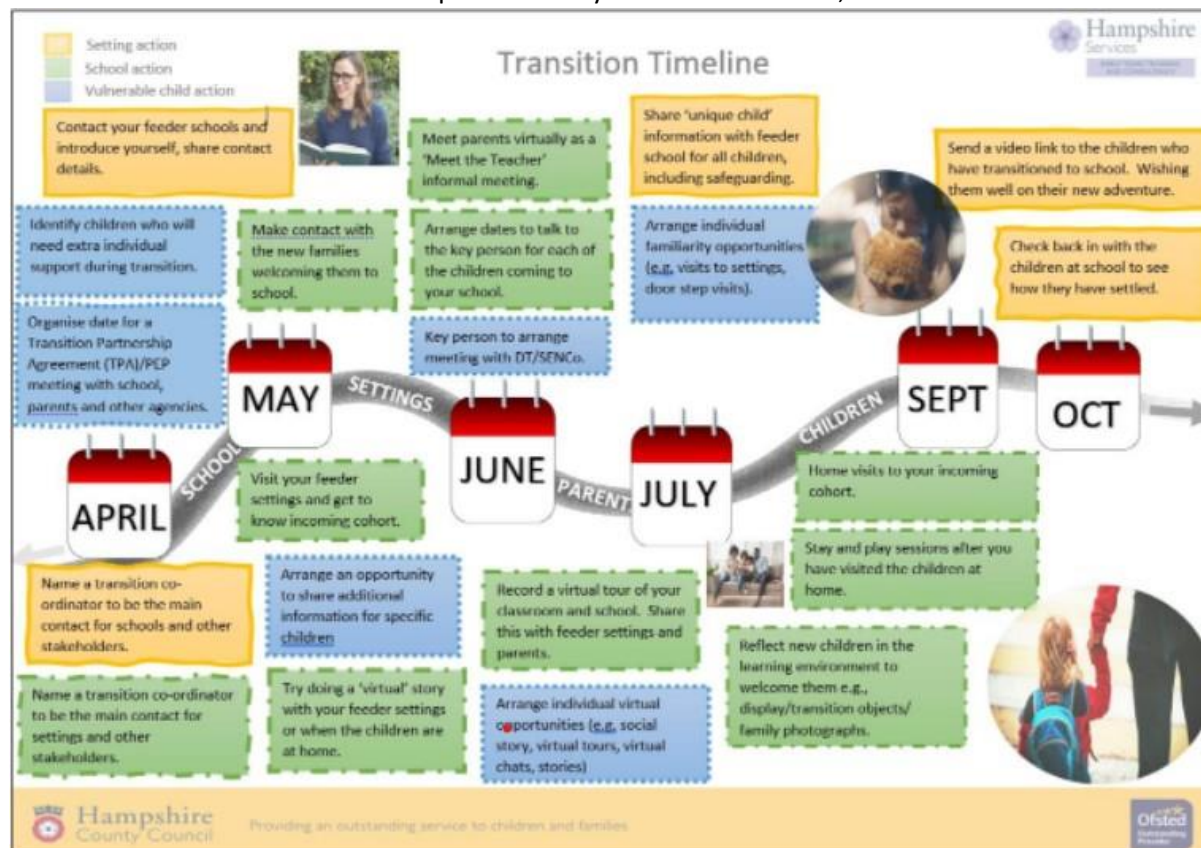 Setting action
School action
Vulnerable child action
Transition Timeline
Hampshire
Services
Contact your feeder schools and
introduce yourself, share contact
details.
Meet parents virtually as a
'Meet the Teacher'
informal meeting.
Share 'unique child'
information with feeder
school for all children,
including safeguarding.
Send a video link to the children who
have transitioned to school. Wishing
them well on their new adventure.
Identify children who will
need extra individual
support during transition.
Make contact with
the new families
welcoming them to
school.
Arrange dates to talk to
the key person for each of
the children coming to
your school.
Arrange individual
familiarity opportunities
(e.g, visits to settings,
door step visits).
Check back in with the
children at school to see
how they have settled.
Organise date for a
Transition Partnership
Agreement (TPA)/PEP
meeting with school,
parents and other agencies.
Key person to arrange
meeting with DT/SENCo.
APRIL
SCHOOL
MAY
SETTINGS
JUNE
PARENT
JULY
CHILDREN
SEPT
OCT
Visit your feeder
settings and get to
know incoming cohort.
Home visits to your incoming
cohort.
Stay and play sessions after you
have visited the children at
home.
Name a transition co-
ordinator to be the main
contact for schools and other
stakeholders.
Arrange an opportunity
to share additional
information for specific
children
Record a virtual tour of your
classroom and school. Share
this with feeder settings and
parents.
Reflect new children in the
learning environment to
welcome them e.g.,
display/transition objects/
family photographs.
Name a transition co-ordinator
to be the main contact for
settings and other
stakeholders.
Try doing a 'virtual' story
with your feeder settings
or when the children are
at home.
Arrange individual virtual
opportunities (e.g, social
story, virtual tours, virtual
chats, stories)
Hampshire
County Council
Providing an outstanding service to children and families
Ofsted
Outstanding
Provider